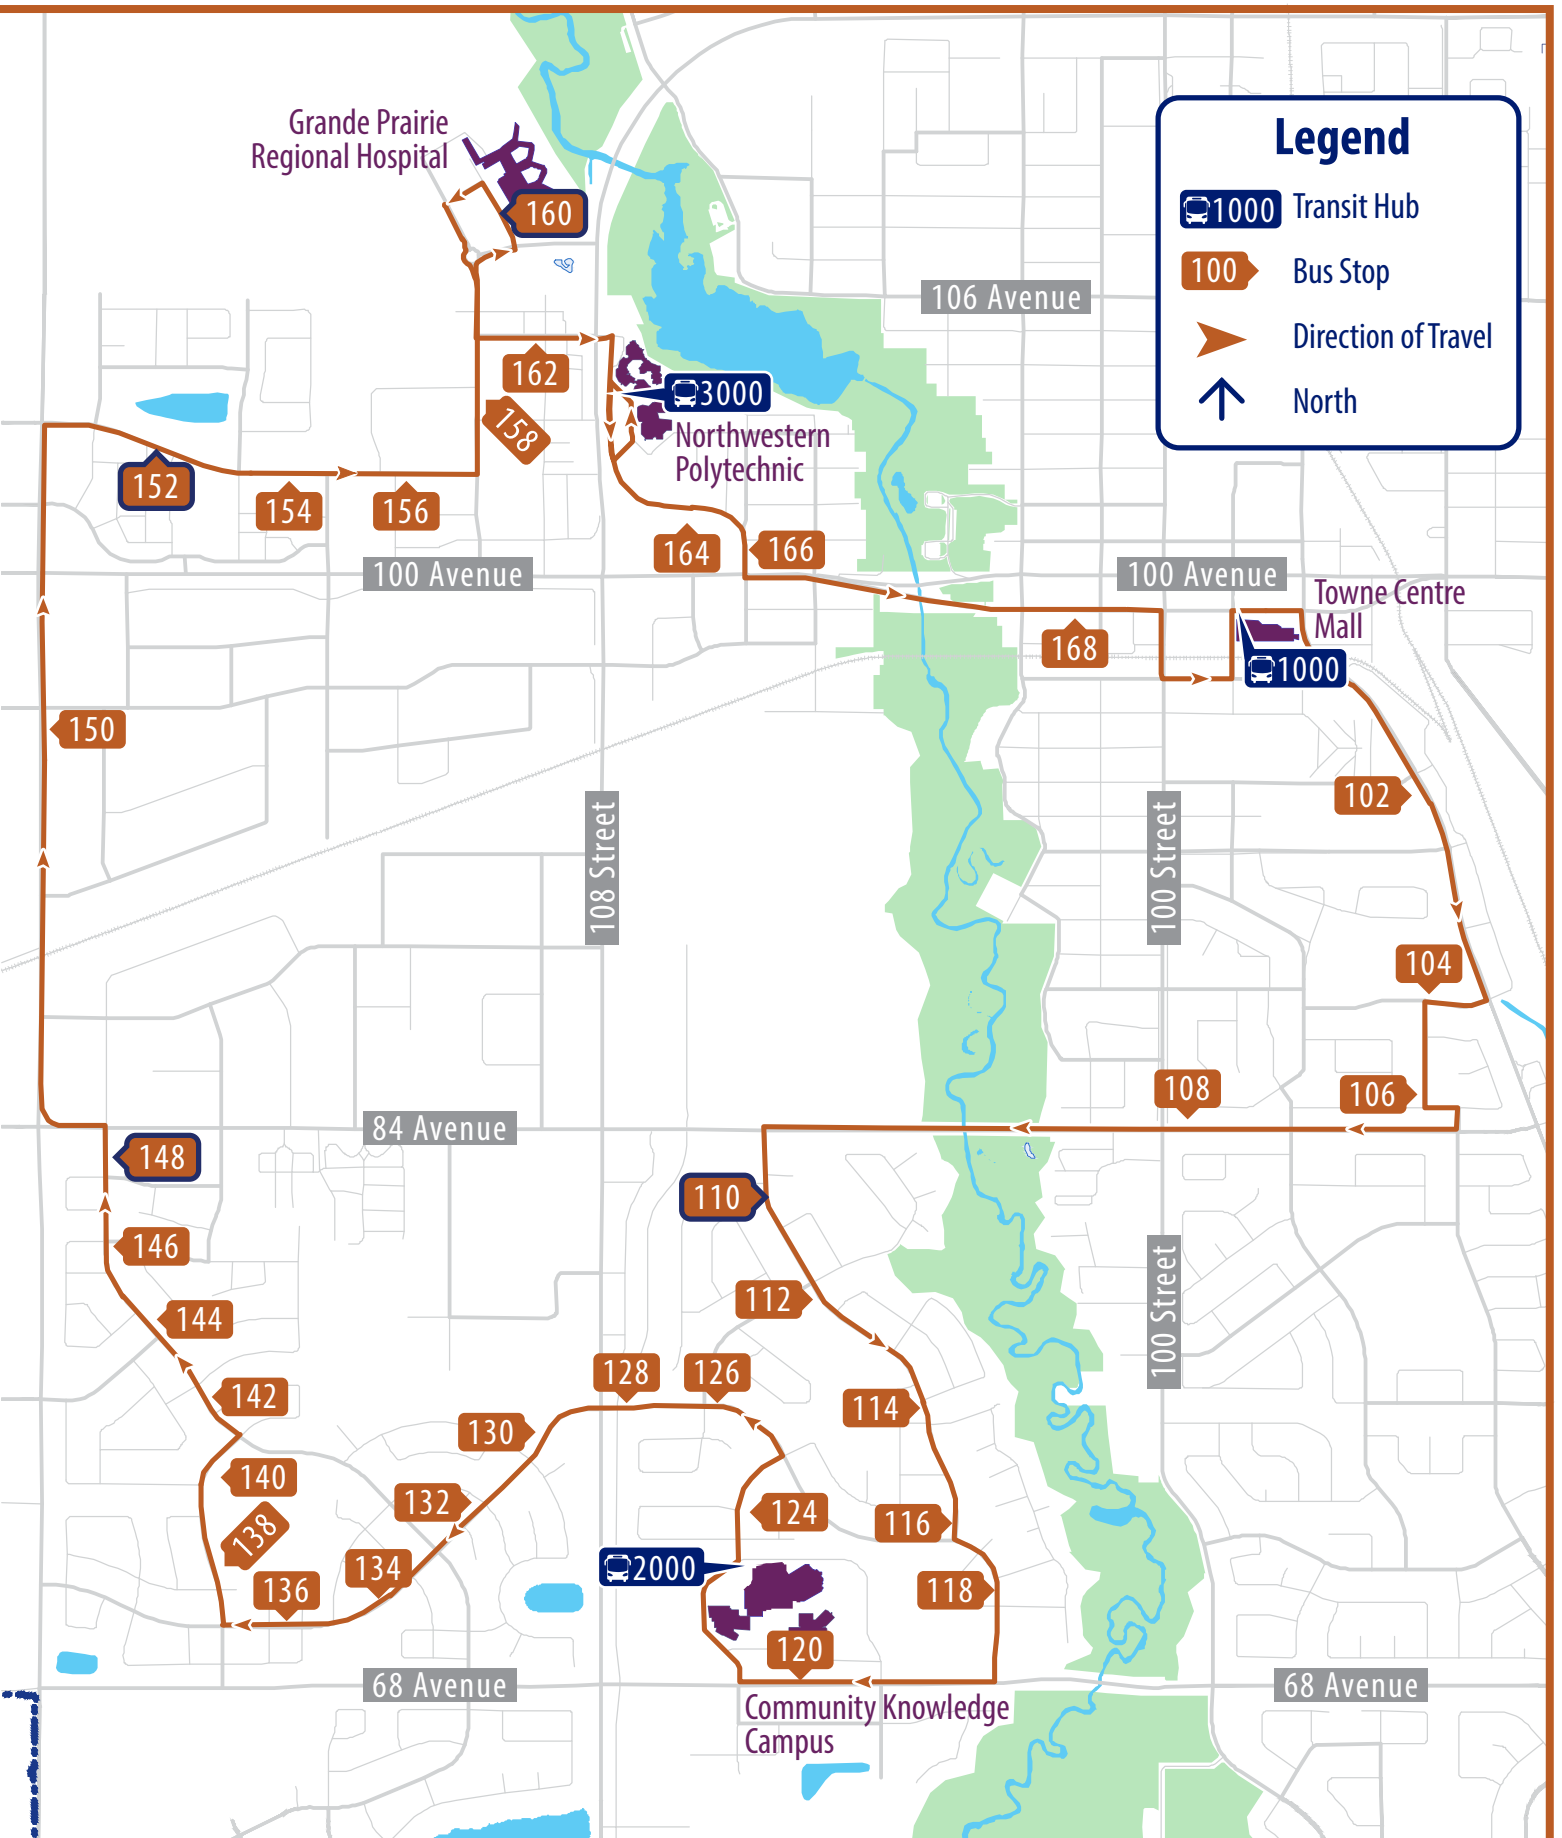 Grande Prairie
Regional Hospital
160
Legend
1000 Transit Hub
100 Bus Stop
Direction of Travel
North
106 Avenue
162
158
3000
Northwestern
Polytechnic
152
154
156
164
166
100 Avenue
100 Avenue
Towne Centre
Mall
168
1000
150
102
108 Street
100 Street
104
106
108
84 Avenue
148
110
146
112
144
100 Street
128
126
142
114
130
140
132
124
116
138
2000
134
136
118
120
68 Avenue
68 Avenue
Community Knowledge
Campus